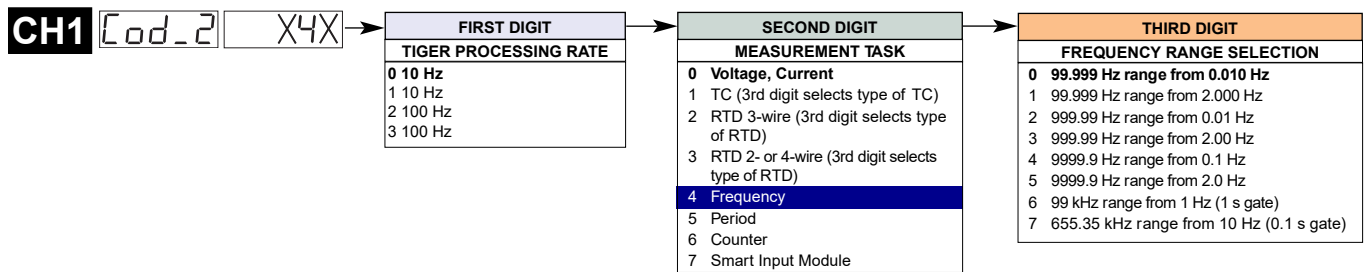 CH1 Cod_2 X4X
FIRST DIGIT
TIGER PROCESSING RATE
0 10 Hz
1 10 Hz
2 100 Hz
3 100 Hz
SECOND DIGIT
MEASUREMENT TASK
0 Voltage, Current
1 TC (3rd digit selects type of TC)
2 RTD 3-wire (3rd digit selects type
of RTD)
3 RTD 2- or 4-wire (3rd digit selects
type of RTD)
4 Frequency
5 Period
6 Counter
7 Smart Input Module
THIRD DIGIT
FREQUENCY RANGE SELECTION
0 99.999 Hz range from 0.010 Hz
1 99.999 Hz range from 2.000 Hz
2 999.99 Hz range from 0.01 Hz
3 999.99 Hz range from 2.00 Hz
4 9999.9 Hz range from 0.1 Hz
5 9999.9 Hz range from 2.0 Hz
6 99 kHz range from 1 Hz (1 s gate)
7 655.35 kHz range from 10 Hz (0.1 s gate)